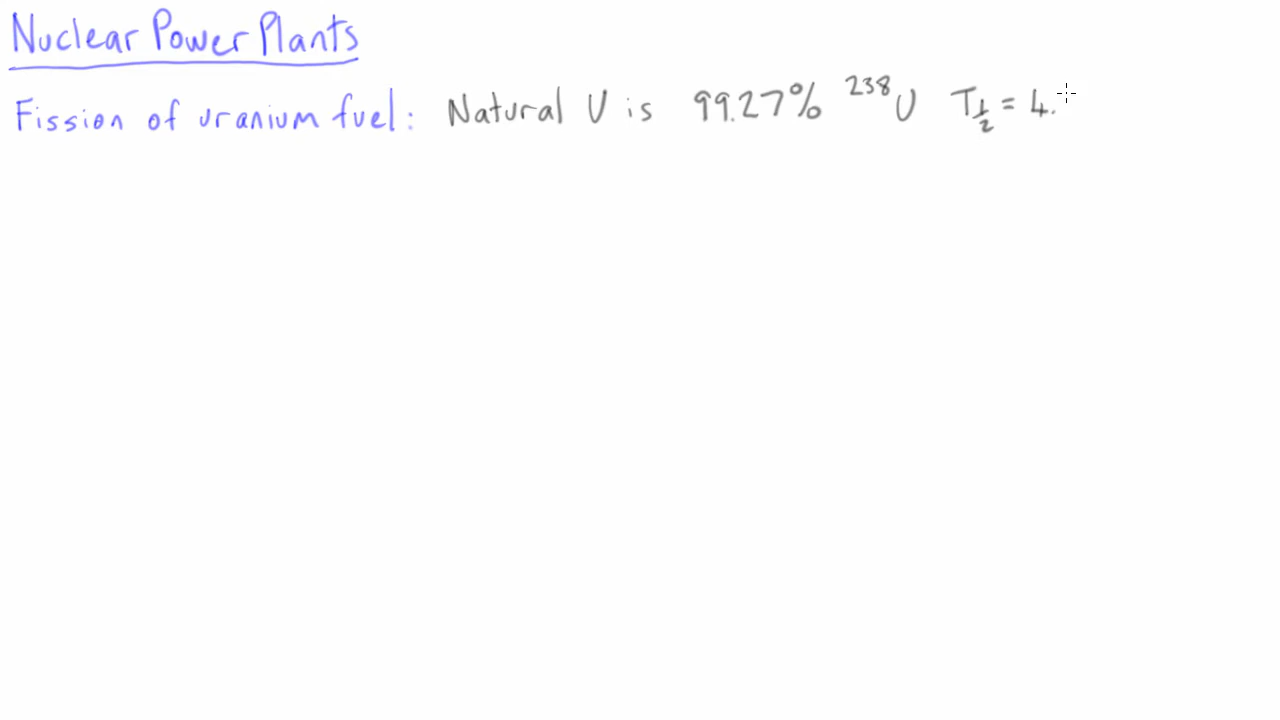 Nuclear Power Plants
Fission of uranium fuel: Natural U is 99.27% ²³⁸U T½ = 4.